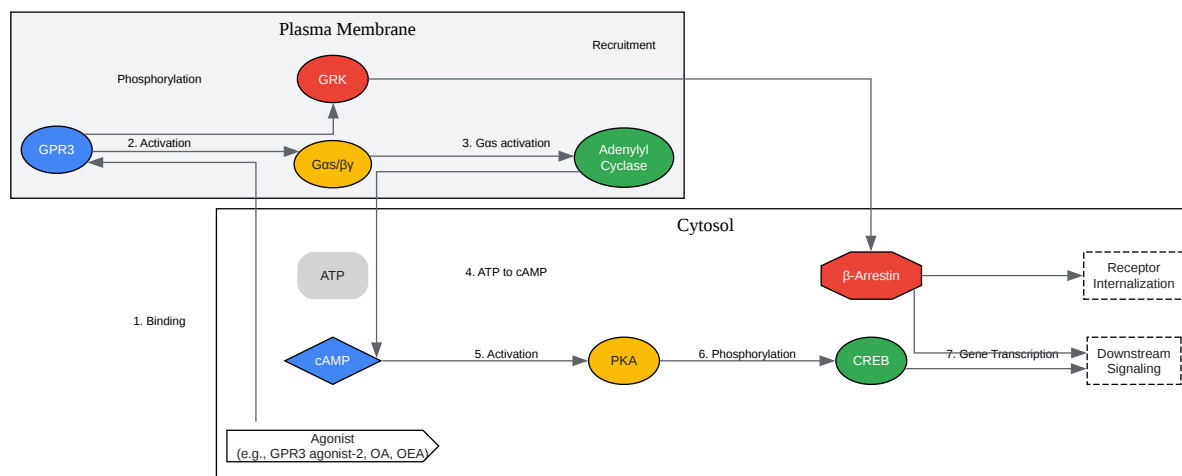 Plasma Membrane
Recruitment
Phosphorylation
GRK
GPR3
2. Activation
Gαs/βγ
3. Gαs activation
Adenylyl
Cyclase
Cytosol
ATP
4. ATP to cAMP
β-Arrestin
Receptor
Internalization
1. Binding
cAMP
5. Activation
PKA
6. Phosphorylation
CREB
7. Gene Transcription
Downstream
Signaling
Agonist
(e.g., GPR3 agonist-2, OA, OEA)